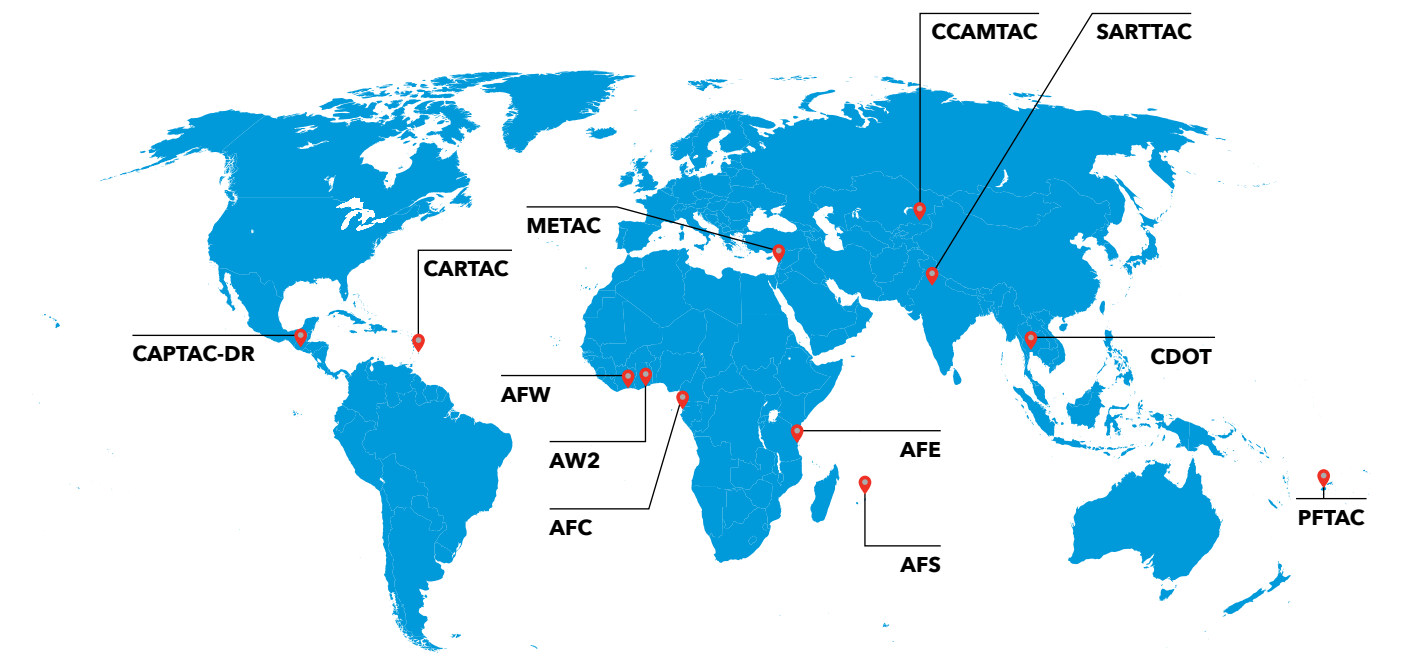 CCAMTAC
SARTTAC
METAC
CARTAC
CAPTAC-DR
CDOT
AFW
AW2
AFE
AFC
PFTAC
AFS